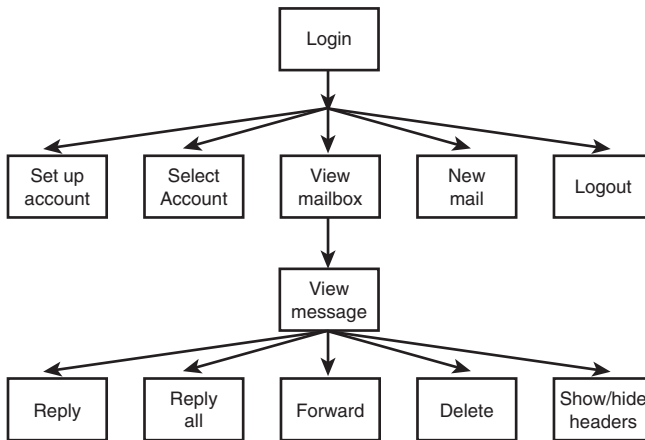 Login
Set up
account
Select
Account
View
mailbox
New
mail
Logout
View
message
Reply
Reply
all
Forward
Delete
Show/hide
headers